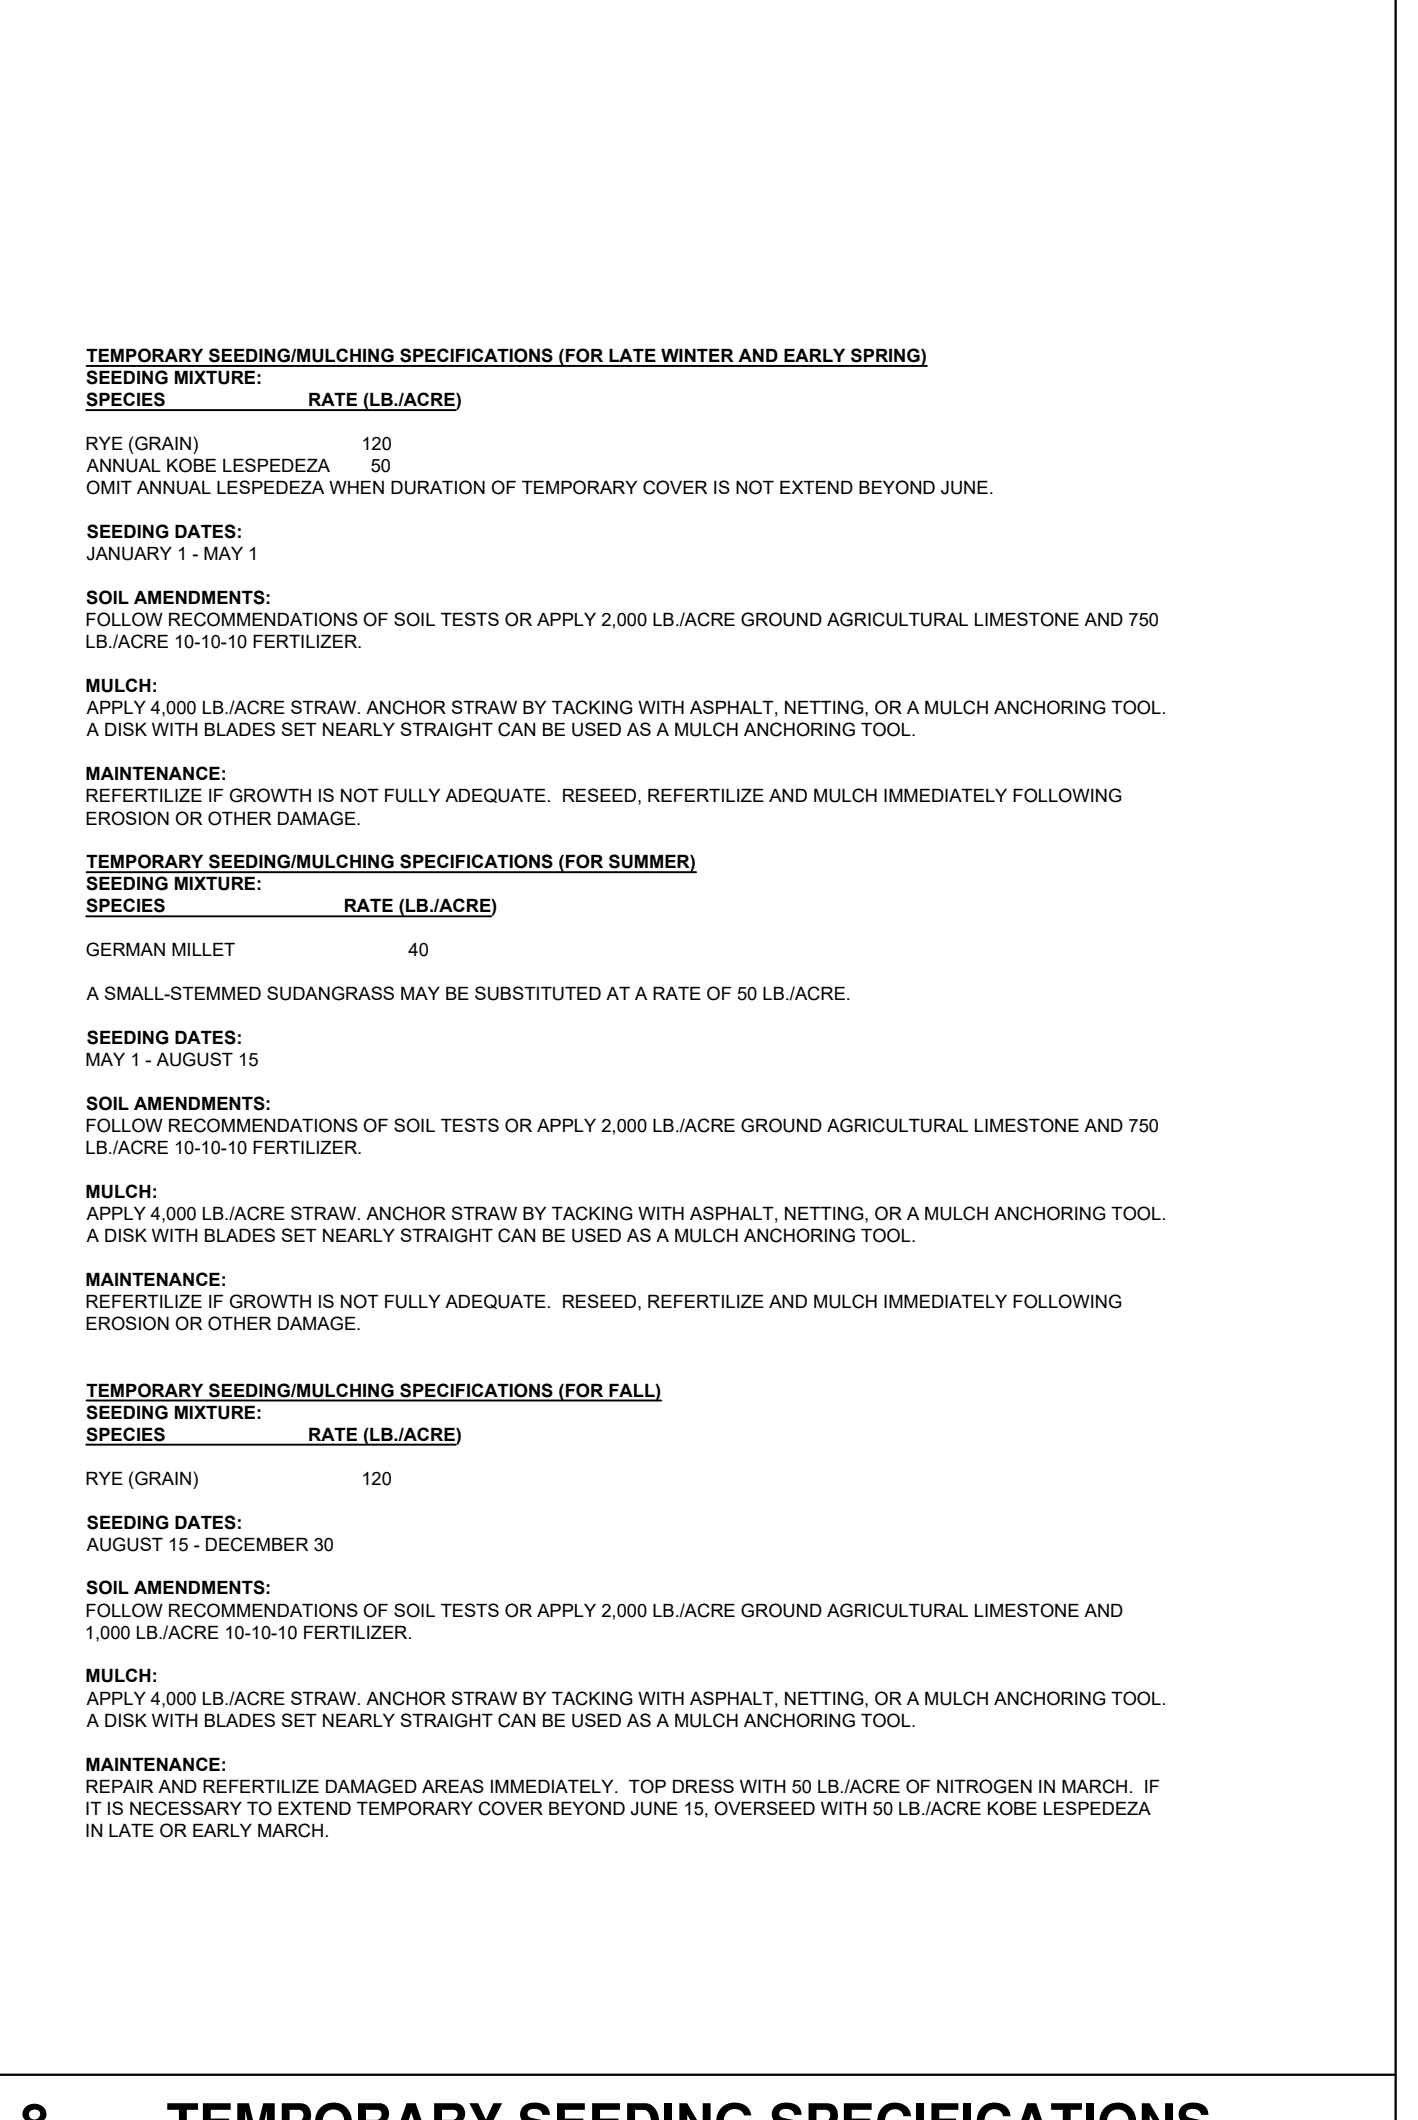 TEMPORARY SEEDING/MULCHING SPECIFICATIONS (FOR LATE WINTER AND EARLY SPRING)
SEEDING MIXTURE:
SPECIES RATE (LB./ACRE)
RYE (GRAIN) 120
ANNUAL KOBE LESPEDEZA 50
OMIT ANNUAL LESPEDEZA WHEN DURATION OF TEMPORARY COVER IS NOT EXTEND BEYOND JUNE.
SEEDING DATES:
JANUARY 1 - MAY 1
SOIL AMENDMENTS:
FOLLOW RECOMMENDATIONS OF SOIL TESTS OR APPLY 2,000 LB./ACRE GROUND AGRICULTURAL LIMESTONE AND 750
LB./ACRE 10-10-10 FERTILIZER.
MULCH:
APPLY 4,000 LB./ACRE STRAW. ANCHOR STRAW BY TACKING WITH ASPHALT, NETTING, OR A MULCH ANCHORING TOOL.
A DISK WITH BLADES SET NEARLY STRAIGHT CAN BE USED AS A MULCH ANCHORING TOOL.
MAINTENANCE:
REFERTILIZE IF GROWTH IS NOT FULLY ADEQUATE. RESEED, REFERTILIZE AND MULCH IMMEDIATELY FOLLOWING
EROSION OR OTHER DAMAGE.
TEMPORARY SEEDING/MULCHING SPECIFICATIONS (FOR SUMMER)
SEEDING MIXTURE:
SPECIES RATE (LB./ACRE)
GERMAN MILLET 40
A SMALL-STEMMED SUDANGRASS MAY BE SUBSTITUTED AT A RATE OF 50 LB./ACRE.
SEEDING DATES:
MAY 1 - AUGUST 15
SOIL AMENDMENTS:
FOLLOW RECOMMENDATIONS OF SOIL TESTS OR APPLY 2,000 LB./ACRE GROUND AGRICULTURAL LIMESTONE AND 750
LB./ACRE 10-10-10 FERTILIZER.
MULCH:
APPLY 4,000 LB./ACRE STRAW. ANCHOR STRAW BY TACKING WITH ASPHALT, NETTING, OR A MULCH ANCHORING TOOL.
A DISK WITH BLADES SET NEARLY STRAIGHT CAN BE USED AS A MULCH ANCHORING TOOL.
MAINTENANCE:
REFERTILIZE IF GROWTH IS NOT FULLY ADEQUATE. RESEED, REFERTILIZE AND MULCH IMMEDIATELY FOLLOWING
EROSION OR OTHER DAMAGE.
TEMPORARY SEEDING/MULCHING SPECIFICATIONS (FOR FALL)
SEEDING MIXTURE:
SPECIES RATE (LB./ACRE)
RYE (GRAIN) 120
SEEDING DATES:
AUGUST 15 - DECEMBER 30
SOIL AMENDMENTS:
FOLLOW RECOMMENDATIONS OF SOIL TESTS OR APPLY 2,000 LB./ACRE GROUND AGRICULTURAL LIMESTONE AND
1,000 LB./ACRE 10-10-10 FERTILIZER.
MULCH:
APPLY 4,000 LB./ACRE STRAW. ANCHOR STRAW BY TACKING WITH ASPHALT, NETTING, OR A MULCH ANCHORING TOOL.
A DISK WITH BLADES SET NEARLY STRAIGHT CAN BE USED AS A MULCH ANCHORING TOOL.
MAINTENANCE:
REPAIR AND REFERTILIZE DAMAGED AREAS IMMEDIATELY. TOP DRESS WITH 50 LB./ACRE OF NITROGEN IN MARCH. IF
IT IS NECESSARY TO EXTEND TEMPORARY COVER BEYOND JUNE 15, OVERSEED WITH 50 LB./ACRE KOBE LESPEDEZA
IN LATE OR EARLY MARCH.
TEMPORARY SEEDING SPECIFICATIONS